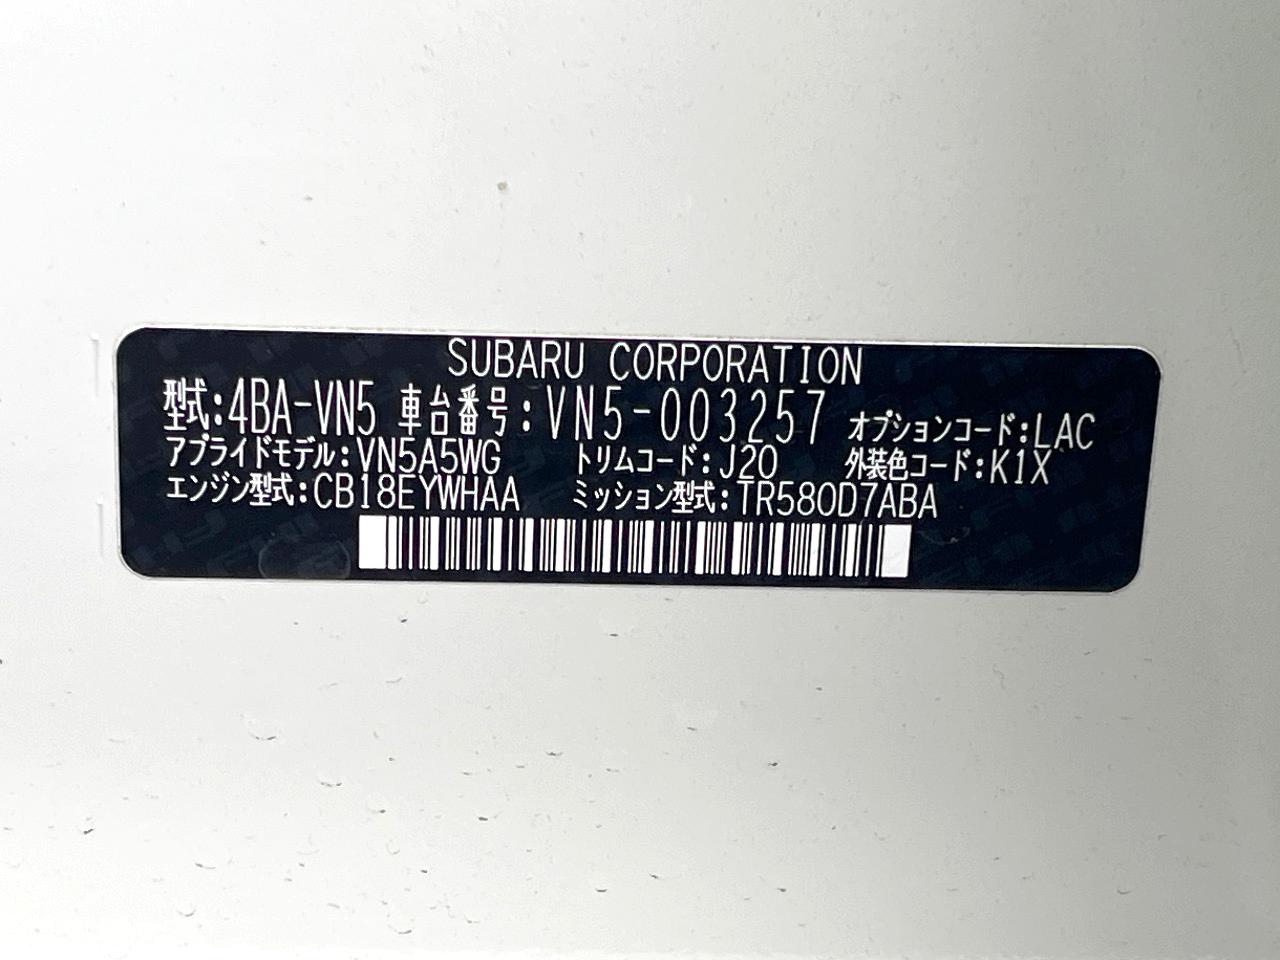 SUBARU CORPORATION
型式:4BA-VN5 車台番号:VN5-003257 オプションコード:LAC
アプライドモデル:VN5A5WG トリムコード:J20 外装色コード:K1X
エンジン型式:CB18EYWHAA ミッション型式:TR580D7ABA